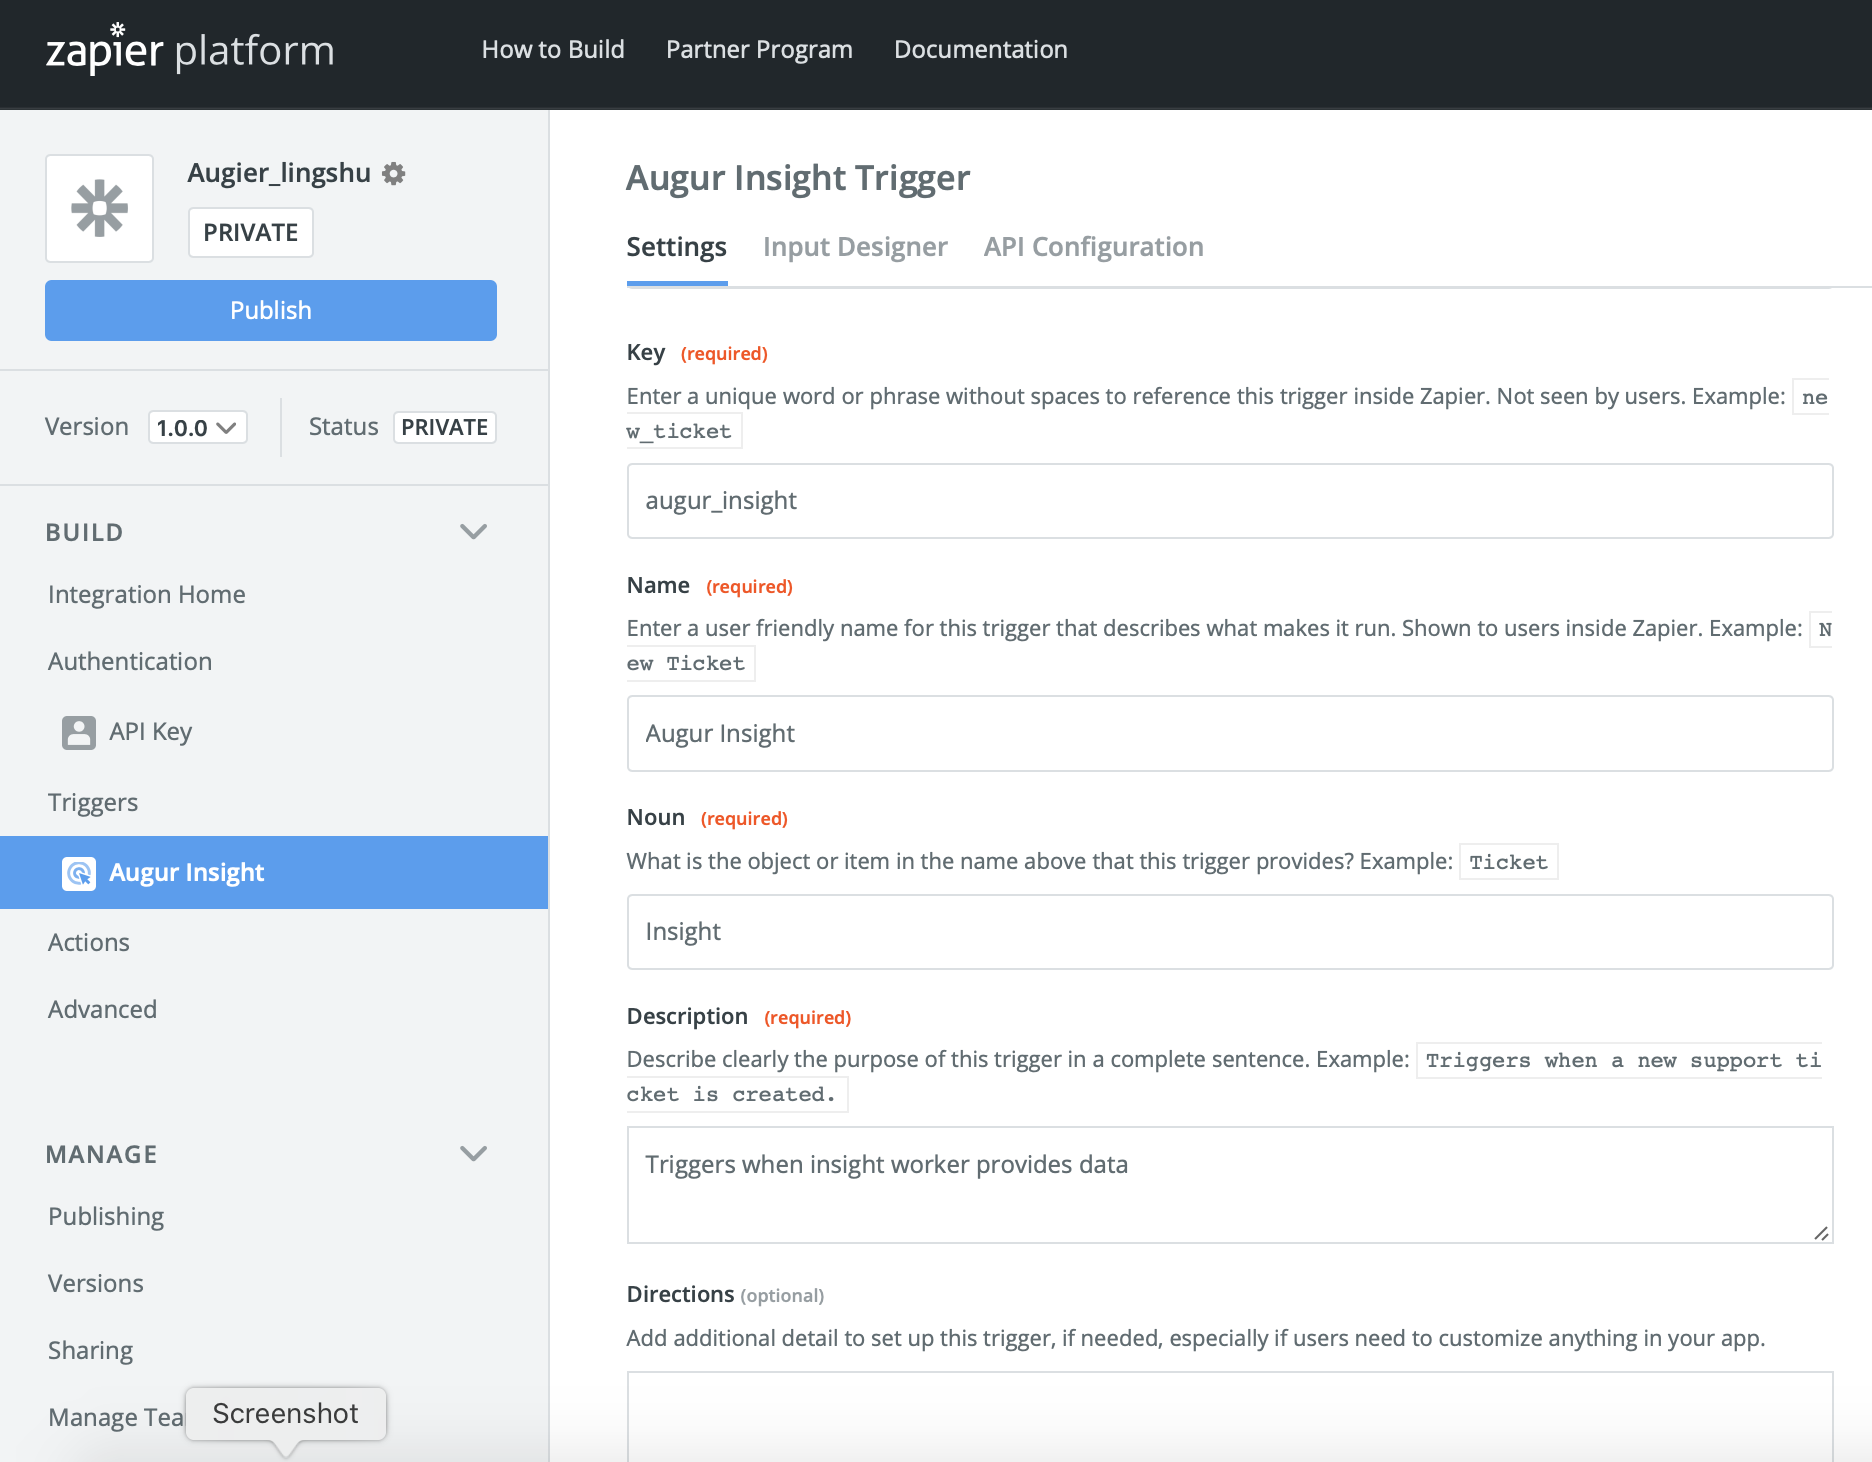 zapier platform
How to Build
Partner Program
Documentation
Augier_lingshu
PRIVATE
Publish
Version
1.0.0
Status
PRIVATE
BUILD
Integration Home
Authentication
API Key
Triggers
Augur Insight
Actions
Advanced
MANAGE
Publishing
Versions
Sharing
Manage Tea
Screenshot
Augur Insight Trigger
Settings
Input Designer
API Configuration
Key (required)
Enter a unique word or phrase without spaces to reference this trigger inside Zapier. Not seen by users. Example: ne
w_ticket
augur_insight
Name (required)
Enter a user friendly name for this trigger that describes what makes it run. Shown to users inside Zapier. Example: N
ew Ticket
Augur Insight
Noun (required)
What is the object or item in the name above that this trigger provides? Example: Ticket
Insight
Description (required)
Describe clearly the purpose of this trigger in a complete sentence. Example: Triggers when a new support ti
cket is created.
Triggers when insight worker provides data
Directions (optional)
Add additional detail to set up this trigger, if needed, especially if users need to customize anything in your app.